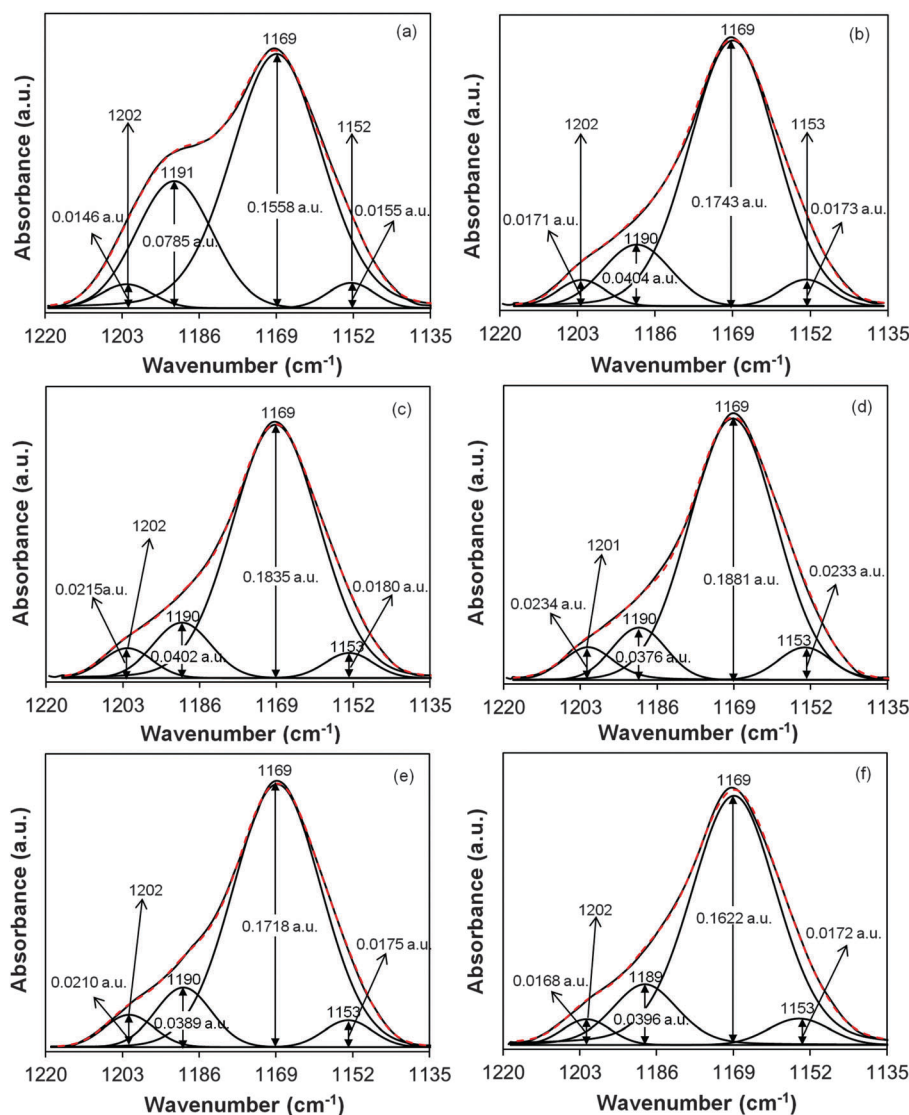 (a)
1169
1202
1152
1191
0.0146 a.u.
0.0785 a.u.
0.1558 a.u.
0.0155 a.u.
Absorbance (a.u.)
1220 1203 1186 1169 1152 1135
Wavenumber (cm-1)
(b)
1169
1202
1153
1190
0.0171 a.u.
0.0404 a.u.
0.1743 a.u.
0.0173 a.u.
Absorbance (a.u.)
1220 1203 1186 1169 1152 1135
Wavenumber (cm-1)
(c)
1169
1202
1190
1153
0.0215a.u.
0.0402 a.u.
0.1835 a.u.
0.0180 a.u.
Absorbance (a.u.)
1220 1203 1186 1169 1152 1135
Wavenumber (cm-1)
(d)
1169
1201
1190
1153
0.0234 a.u.
0.0376 a.u.
0.1881 a.u.
0.0233 a.u.
Absorbance (a.u.)
1220 1203 1186 1169 1152 1135
Wavenumber (cm-1)
(e)
1169
1202
1190
1153
0.0210 a.u.
0.0389 a.u.
0.1718 a.u.
0.0175 a.u.
Absorbance (a.u.)
1220 1203 1186 1169 1152 1135
Wavenumber (cm-1)
(f)
1169
1202
1189
1153
0.0168 a.u.
0.0396 a.u.
0.1622 a.u.
0.0172 a.u.
Absorbance (a.u.)
1220 1203 1186 1169 1152 1135
Wavenumber (cm-1)